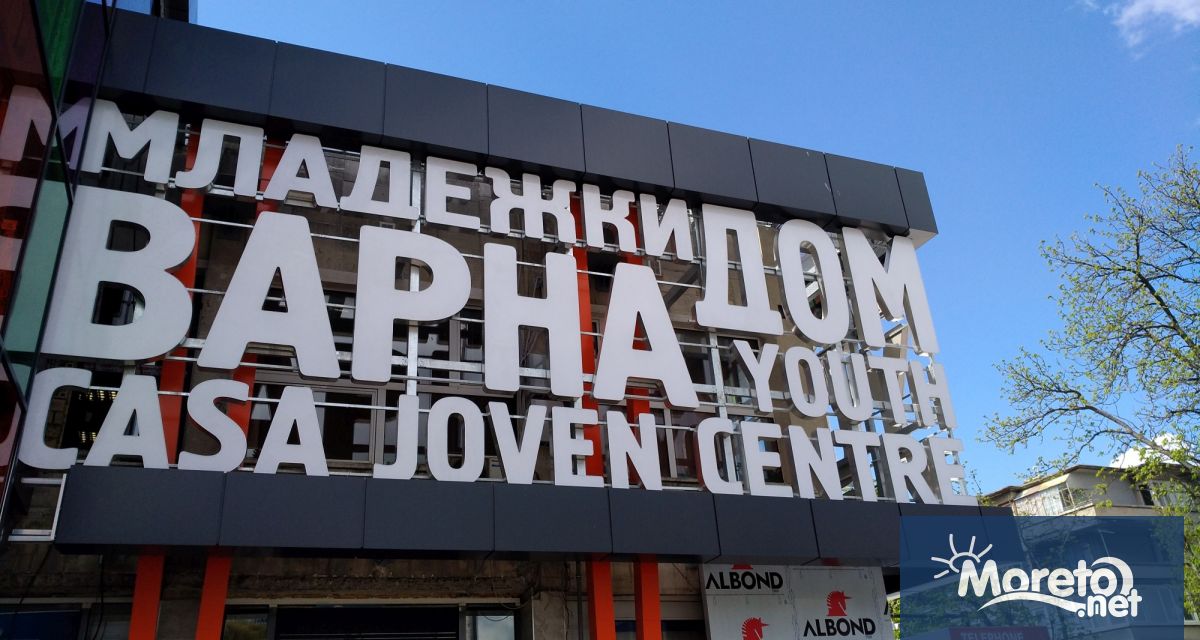 МЛАДЕЖКИ ДОМ
ВАРНА
YOUTH
CASA JOVEN CENTRE
ALBOND
ALBOND
Moreto.net